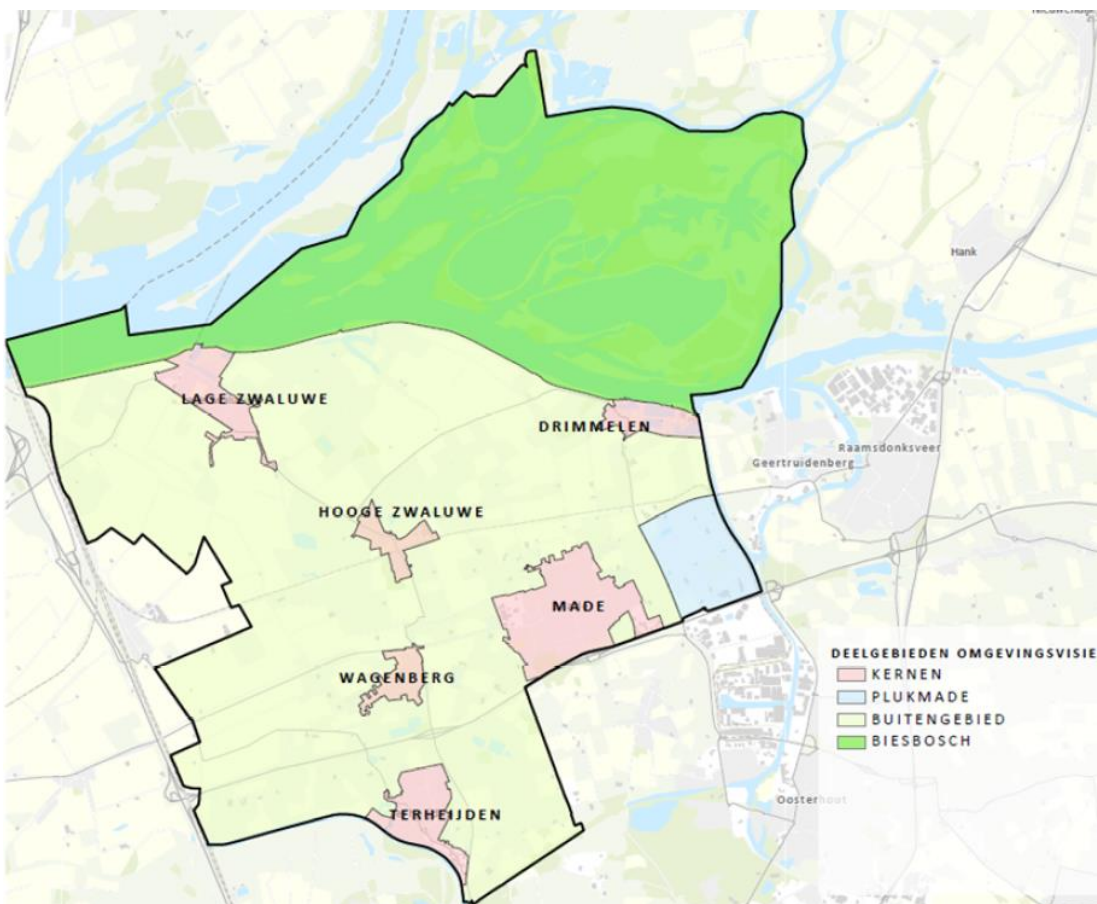 Hank
LAGE ZWALUWE
DRIMMELEN
Raamsdonksveer
Geertruidenberg
HOOGE ZWALUWE
MADE
WAGENBERG
DEELGEBIEDEN OMGEVINGSVISIE
KERNEN
PLUKMADE
BUITENGEBIED
BIESBOSCH
Oosterhout
TERHEIJDEN